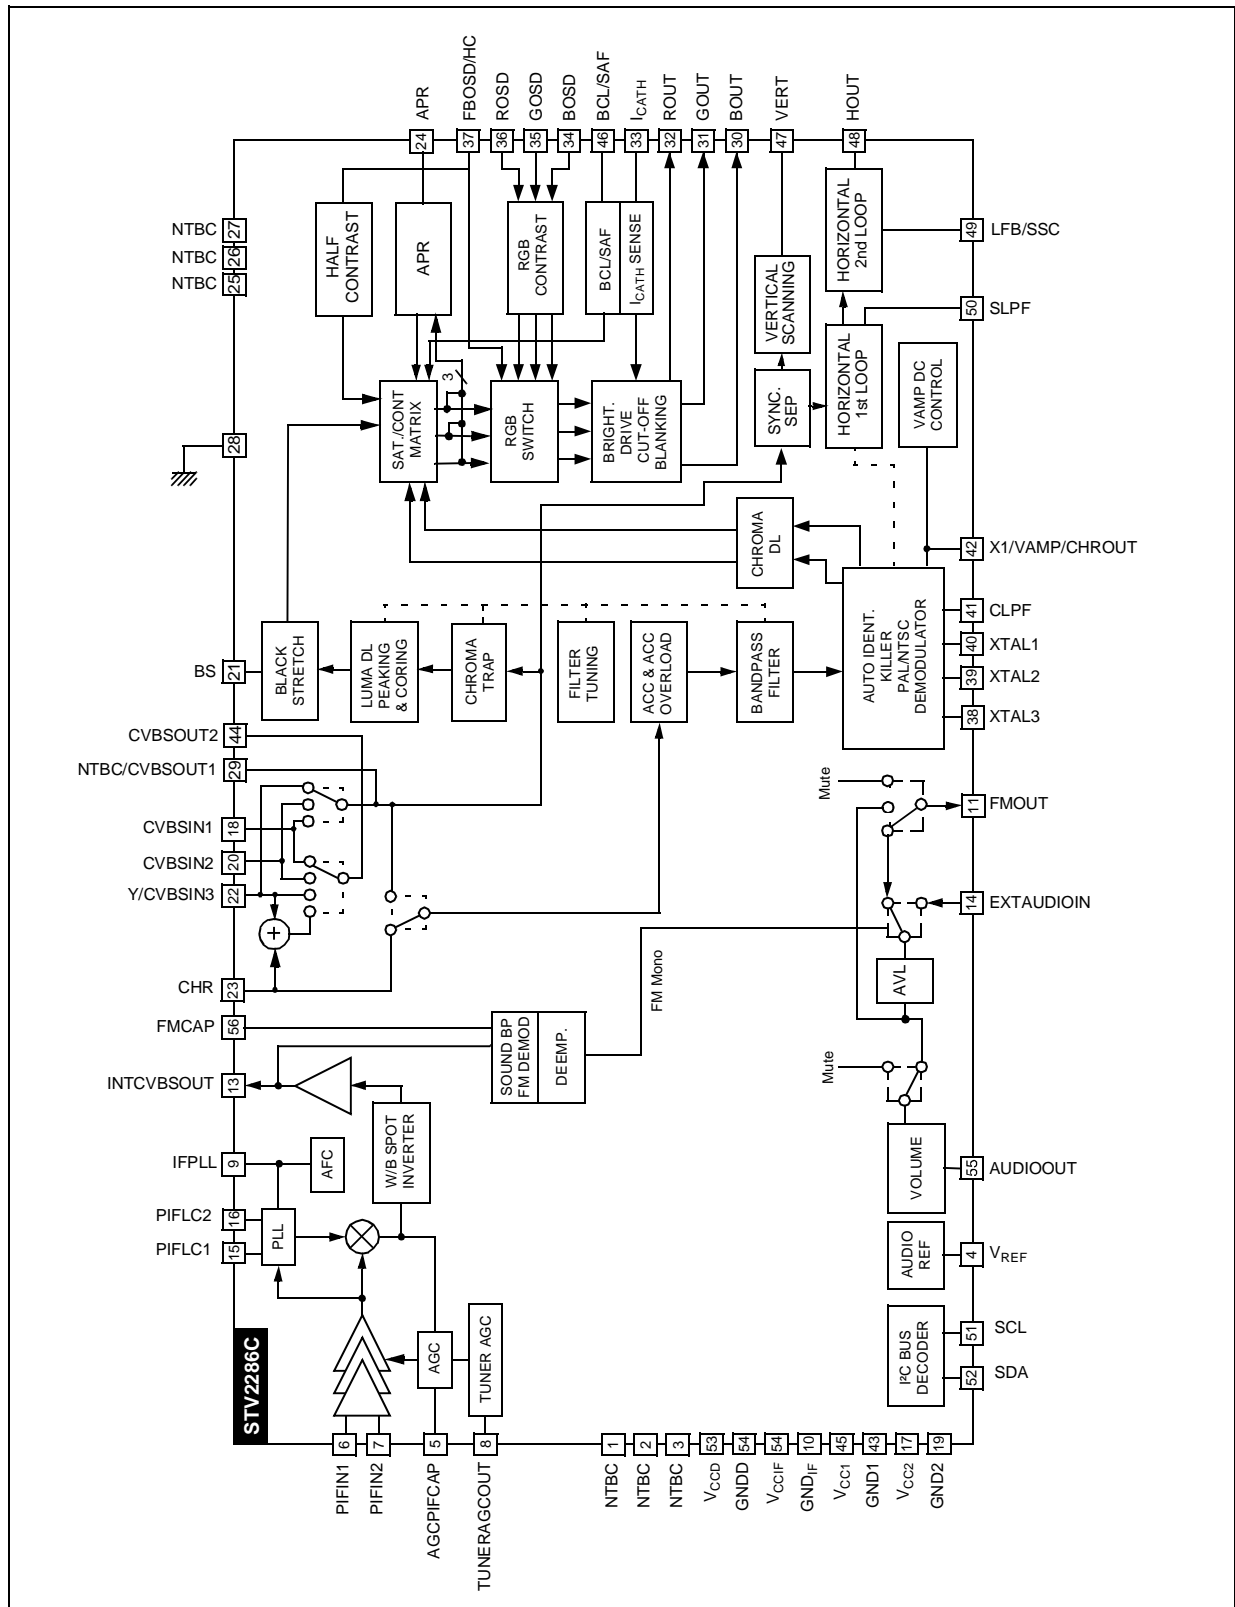 APR
FBOSD/HC
ROSD
GOSD
BOSD
BCL/SAF
ICATH
ROUT
GOUT
BOUT
VERT
HOUT
24
37
36
35
34
46
33
32
31
30
47
48
NTBC
27
NTBC
26
NTBC
25
28
HALF
CONTRAST
APR
RGB
CONTRAST
BCL/SAF
ICATH SENSE
VERTICAL
SCANNING
HORIZONTAL
2nd LOOP
49
LFB/SSC
3
SAT./CONT
MATRIX
RGB
SWITCH
BRIGHT.
DRIVE
CUT-OFF
BLANKING
SYNC.
SEP
HORIZONTAL
1st LOOP
VAMP DC
CONTROL
50
SLPF
CHROMA
DL
42
X1/VAMP/CHROUT
BS
21
BLACK
STRETCH
LUMA DL
PEAKING
& CORING
CHROMA
TRAP
FILTER
TUNING
ACC & ACC
OVERLOAD
BANDPASS
FILTER
AUTO IDENT.
KILLER
PAL/NTSC
DEMODULATOR
41
CLPF
40
XTAL1
39
XTAL2
38
XTAL3
CVBSOUT2
44
NTBC/CVBSOUT1
29
CVBSIN1
18
CVBSIN2
20
Y/CVBSIN3
22
+
CHR
23
Mute
11
FMOUT
14
EXTAUDIOIN
AVL
FM Mono
FMCAP
56
INTCVBSOUT
13
SOUND BP
FM DEMOD
DEEMP.
Mute
W/B SPOT
INVERTER
VOLUME
55
AUDIOOUT
IFPLL
9
AFC
PIFLC2
16
PIFLC1
15
PLL
AUDIO
REF
4
VREF
STV2286C
AGC
TUNER AGC
I²C BUS
DECODER
51
SCL
52
SDA
6
7
5
8
1
2
3
53
54
54
10
45
43
17
19
PIFIN1
PIFIN2
AGCPIFCAP
TUNERAGCOUT
NTBC
NTBC
NTBC
VCCD
GNDD
VCCIF
GNDIF
VCC1
GND1
VCC2
GND2